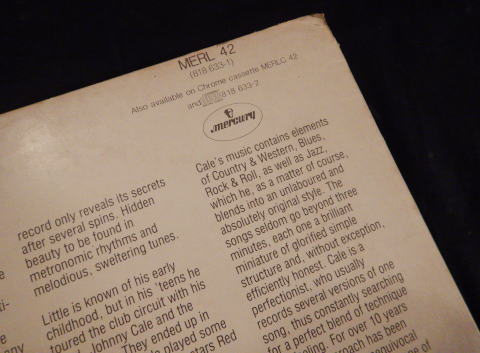 MERL 42
(818 633-1)
Also available on Chrome cassette MERLC 42
and 818 633-2
mercury
record only reveals its secrets
after several spins. Hidden
beauty to be found in
metronomic rhythms and
melodious, sweltering tunes.
Little is known of his early
childhood, but in his 'teens he
toured the club circuit with his
Johnny Cale and the
They ended up in
played some
stars Red
Cale's music contains elements
of Country & Western, Blues,
Rock & Roll, as well as Jazz,
which he, as a matter of course,
blends into an unlaboured and
absolutely original style. The
songs seldom go beyond three
minutes, each one a brilliant
miniature of glorified simple
structure and, without exception,
efficiently honest. Cale is a
perfectionist, who usually
records several versions of one
song, thus constantly searching
for a perfect blend of technique
For over 10 years
has been
of